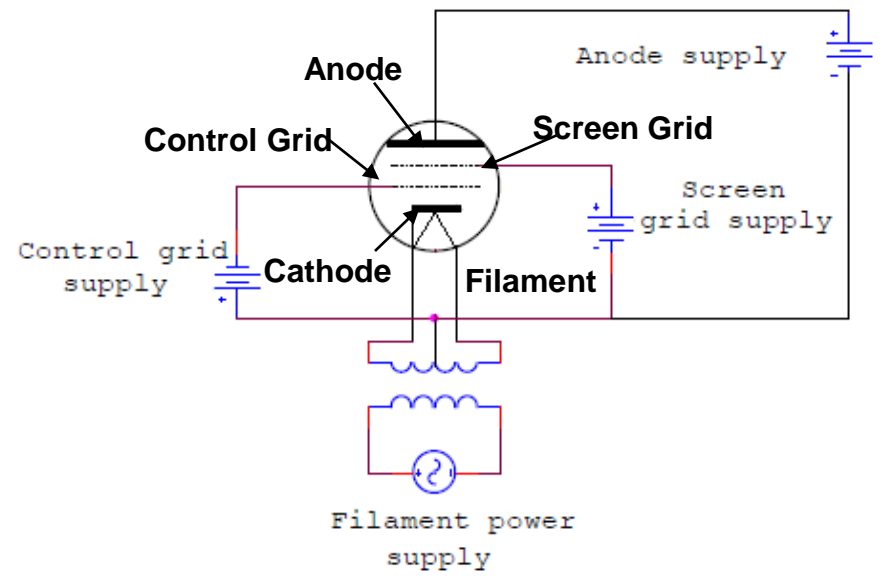 Anode supply
Anode
Control Grid
Screen Grid
Screen
grid supply
Control grid
supply
Cathode
Filament
Filament power
supply